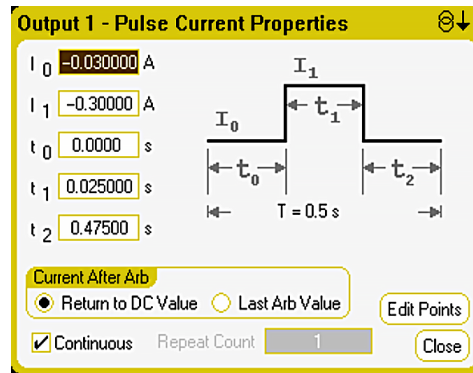 Output 1 - Pulse Current Properties
I 0 -0.030000 A
I 1 -0.30000 A
t 0 0.0000 s
t 1 0.025000 s
t 2 0.47500 s
I1
I0
t1
t0
t2
T = 0.5 s
Current After Arb
Return to DC Value Last Arb Value
Edit Points
Continuous Repeat Count 1
Close